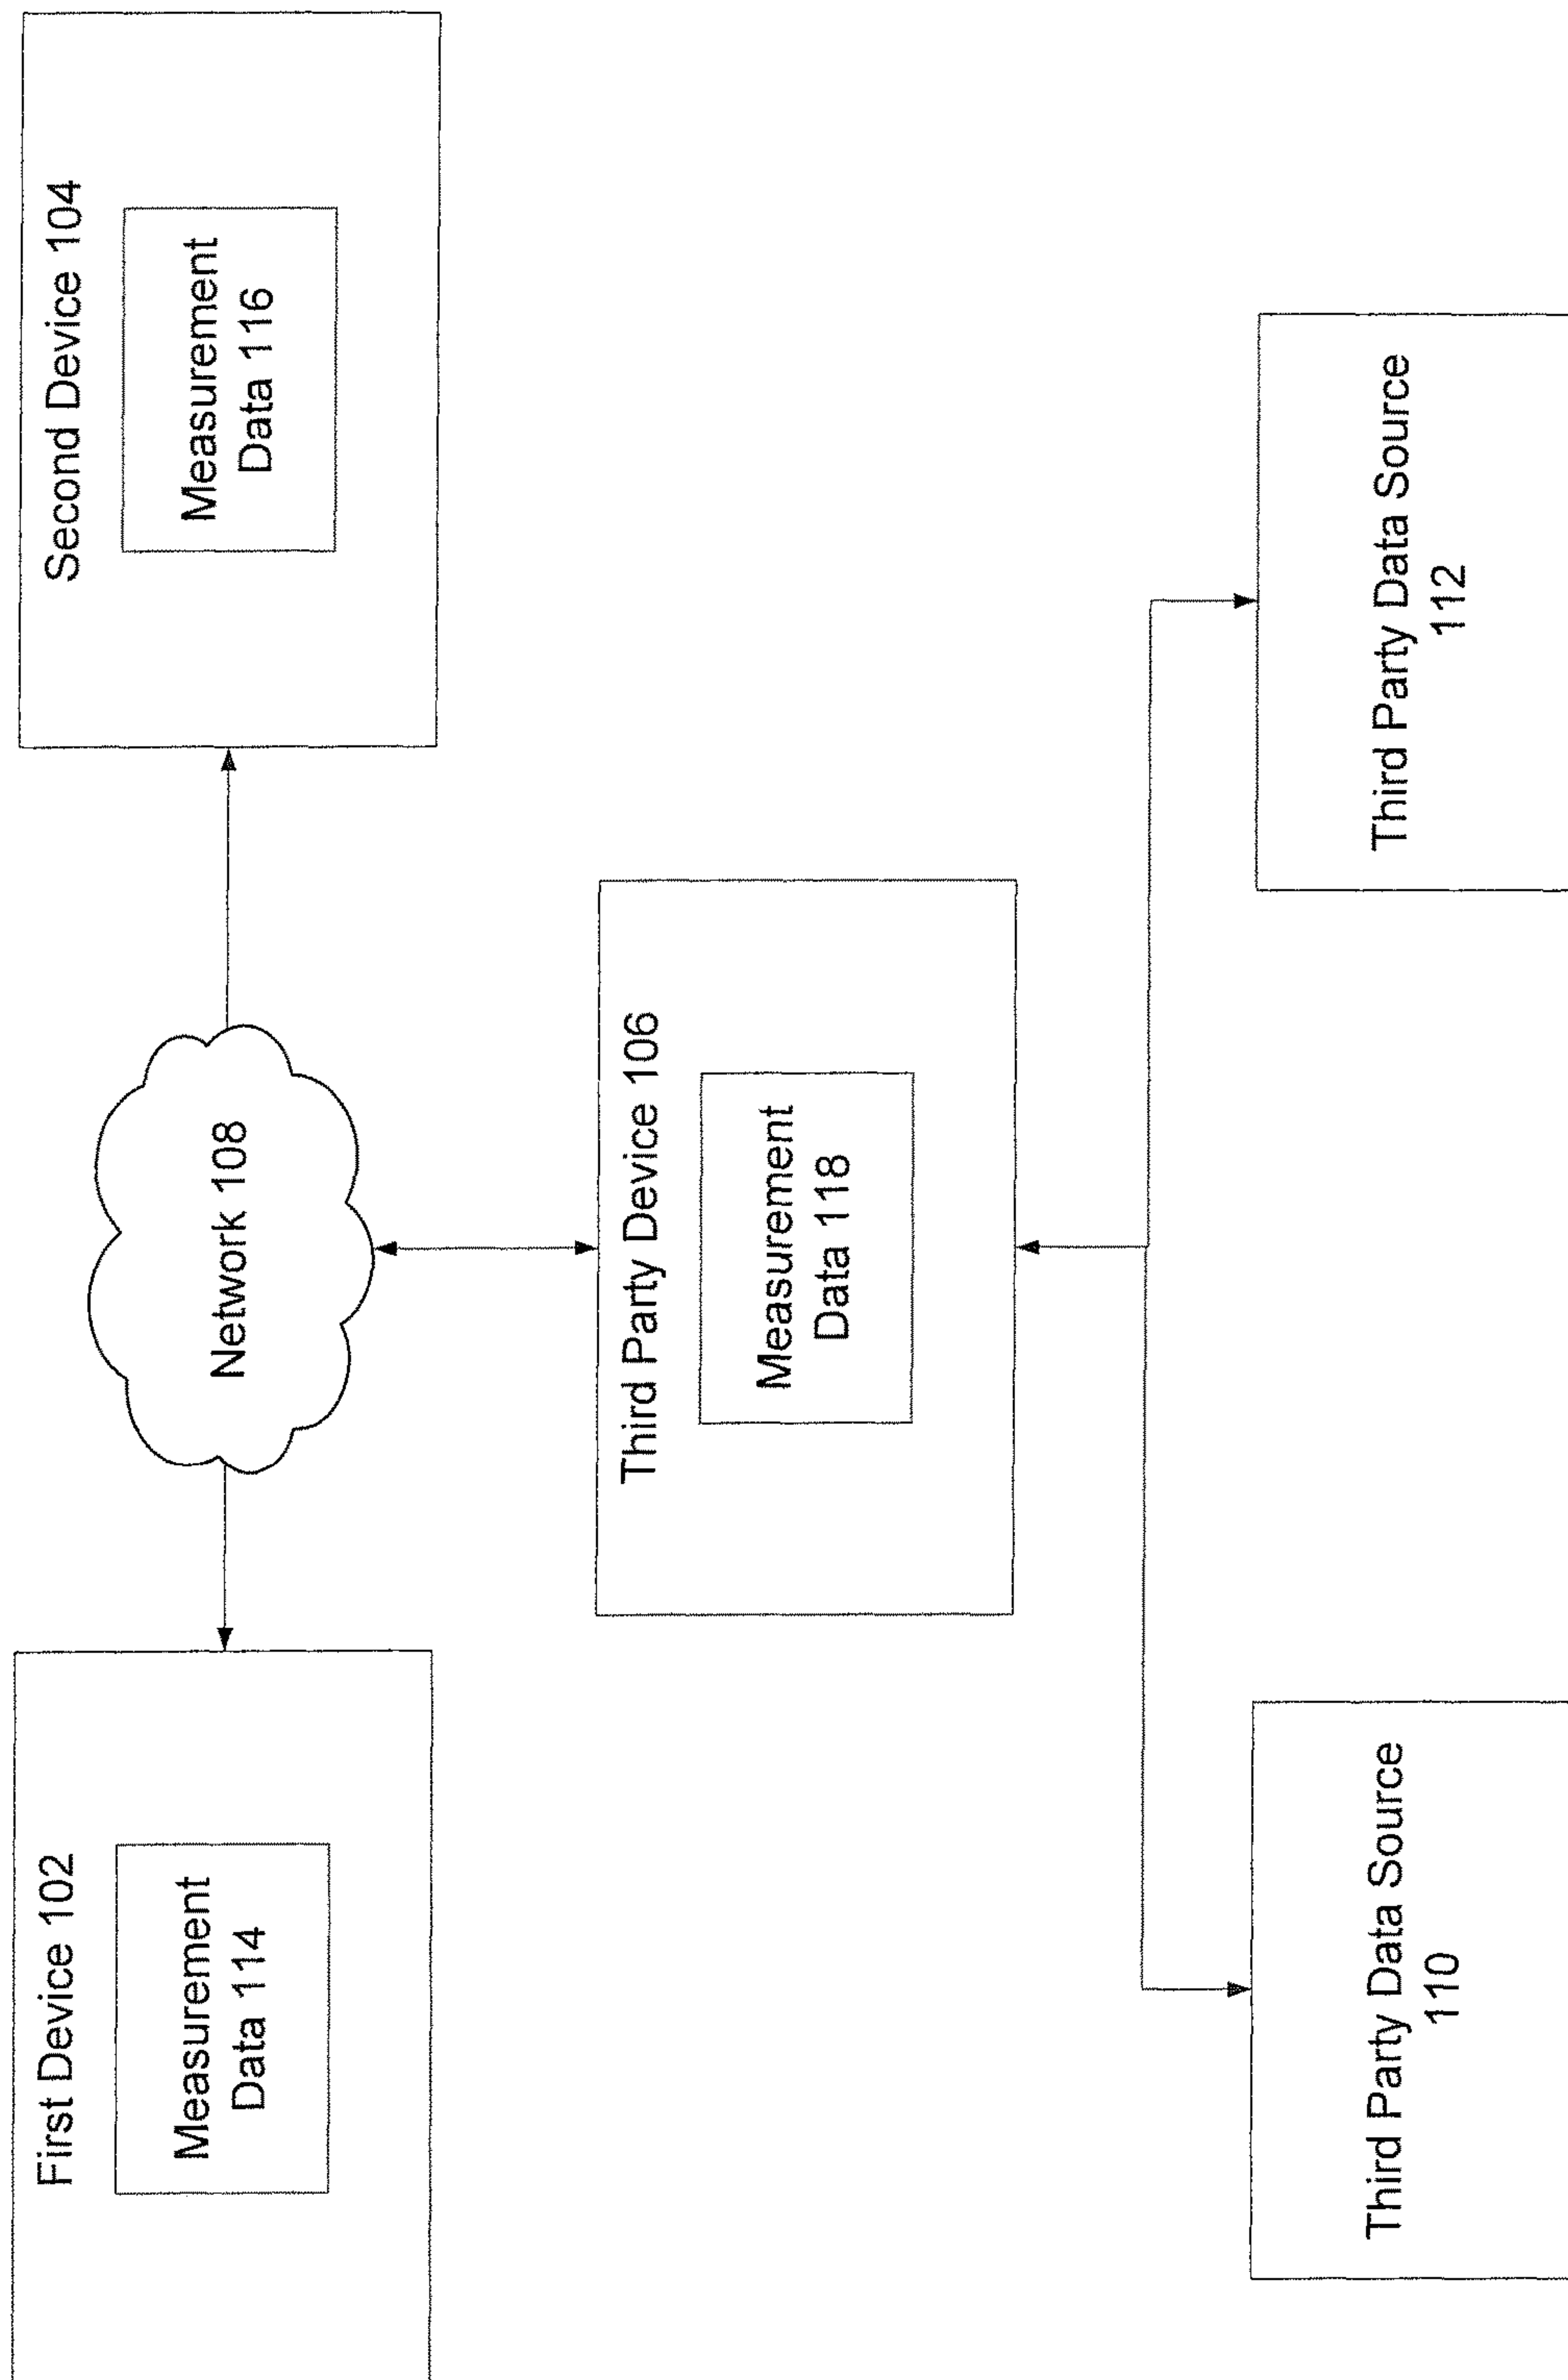 First Device 102
Measurement
Data 114
Network 108
Second Device 104
Measurement
Data 116
Third Party Device 106
Measurement
Data 118
Third Party Data Source
110
Third Party Data Source
112